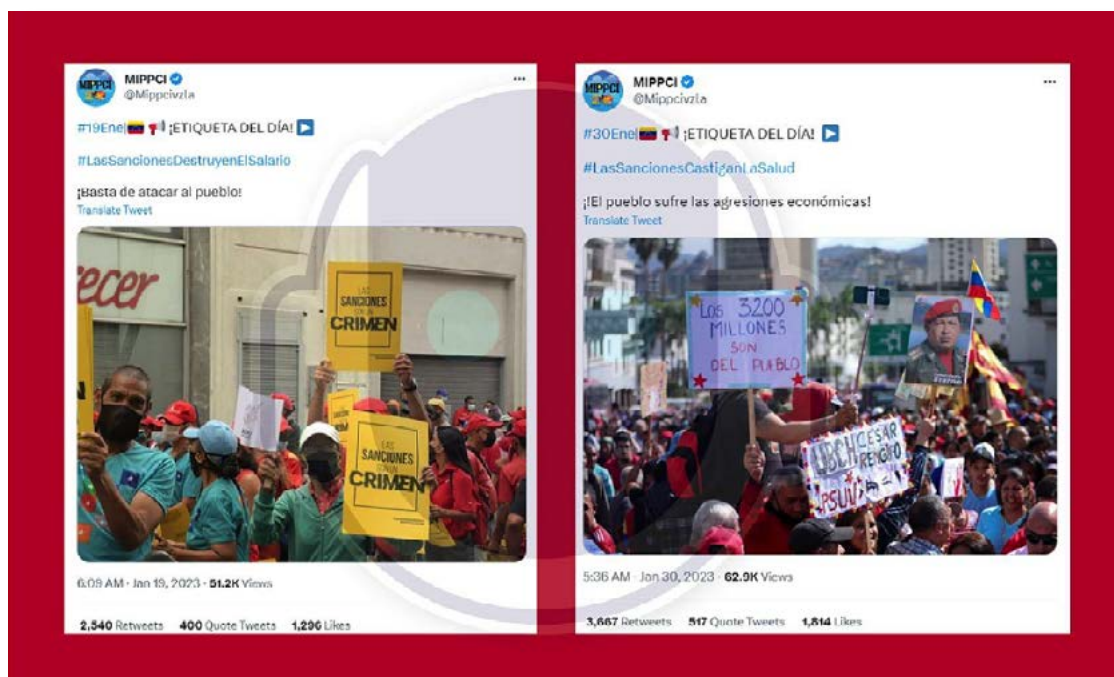 MIPPCI
@Mippcivzla
#19Ene| ¡ETIQUETA DEL DÍA!
#LasSancionesDestruyenElSalario
¡Basta de atacar al pueblo!
Translate Tweet
ecer
LAS
SANCIONES
SON UN
CRIMEN
LAS
SANCIONES
SON UN
CRIMEN
6:09 AM · Jan 19, 2023 · 51.2K Views
2,540 Retweets 400 Quote Tweets 1,296 Likes
MIPPCI
@Mippcivzla
#30Ene| ¡ETIQUETA DEL DÍA!
#LasSancionesCastiganLaSalud
¡!El pueblo sufre las agresiones económicas!
Translate Tweet
LOS 3200
MILLONES
SON
DEL PUEBLO
UBCH CESAR
RENGIFO
PSUV
5:36 AM · Jan 30, 2023 · 62.9K Views
3,667 Retweets 517 Quote Tweets 1,814 Likes